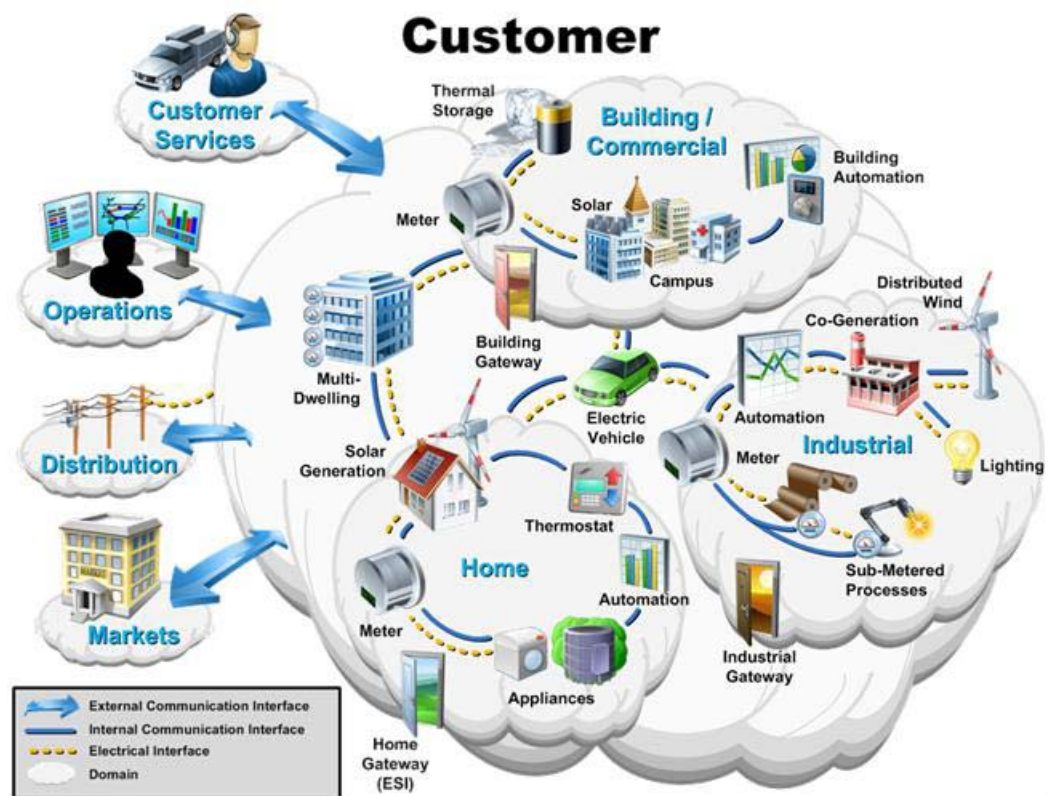 Customer
Customer
Services
Thermal
Storage
Building /
Commercial
Building
Automation
Meter
Solar
Campus
Operations
Distributed
Wind
Co-Generation
Building
Gateway
Multi-
Dwelling
Electric
Vehicle
Automation
Industrial
Distribution
Solar
Generation
Meter
Lighting
Thermostat
Home
Sub-Metered
Processes
Automation
Markets
Meter
Industrial
Gateway
Appliances
Home
Gateway
(ESI)
External Communication Interface
Internal Communication Interface
Electrical Interface
Domain